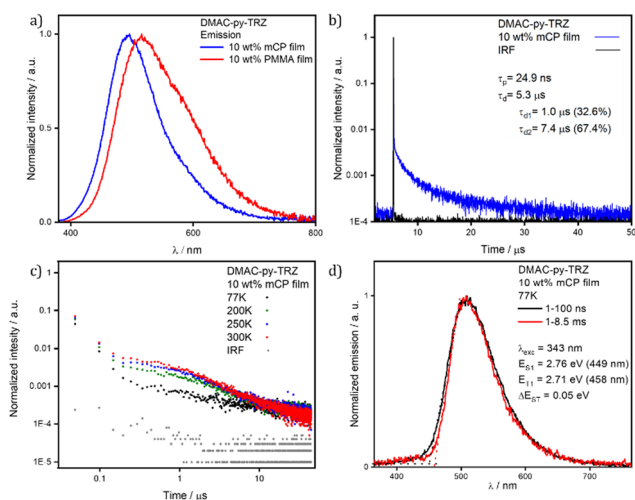 a)
DMAC-py-TRZ
Emission
10 wt% mCP film
10 wt% PMMA film
Normalized intensity / a.u.
1.0
0.5
0.0
400
500
600
700
800
λ / nm
b)
DMAC-py-TRZ
10 wt% mCP film
IRF
τp= 24.9 ns
τd= 5.3 μs
τd1= 1.0 μs (32.6%)
τd2= 7.4 μs (67.4%)
Normalized intensity / a.u.
1
0.1
0.01
0.001
1E-4
10
20
30
40
50
Time / μs
c)
DMAC-py-TRZ
10 wt% mCP film
77K
200K
250K
300K
IRF
Normalized intesity / a.u.
1
0.1
0.01
0.001
1E-4
1E-5
0.1
1
10
Time / μs
d)
DMAC-py-TRZ
10 wt% mCP film
77K
1-100 ns
1-8.5 ms
λexc = 343 nm
ES1 = 2.76 eV (449 nm)
ET1 = 2.71 eV (458 nm)
ΔEST = 0.05 eV
Normalized emission / a.u.
1
0
400
500
600
700
λ / nm